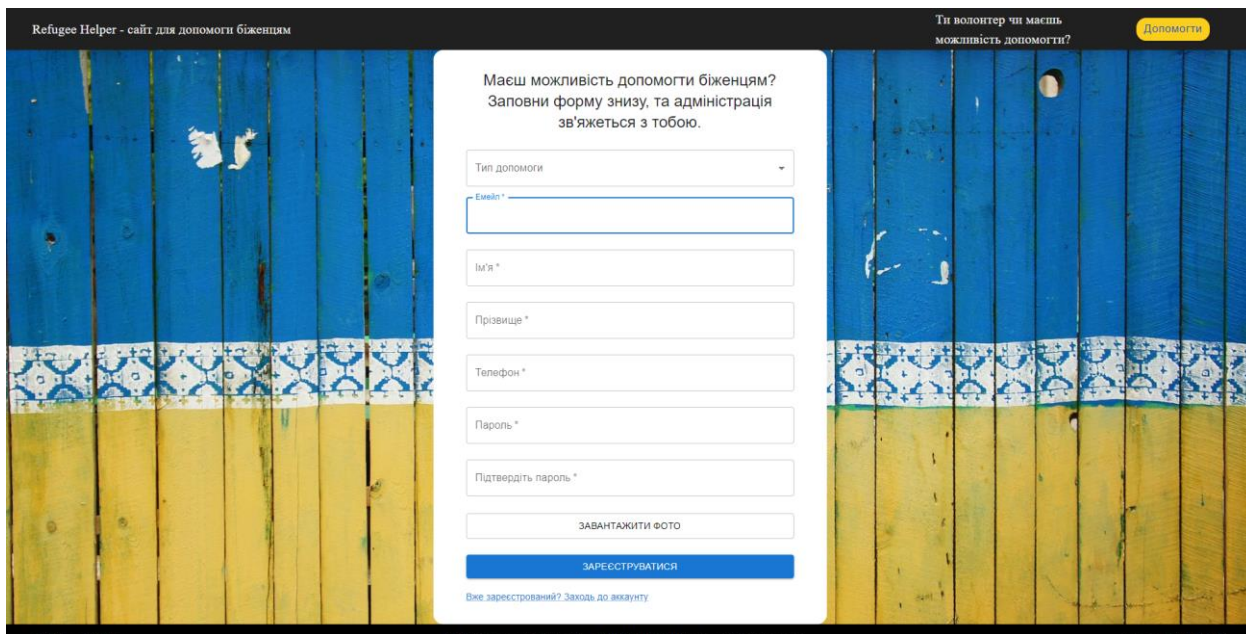 Refugee Helper - сайт для допомоги біженцям
Ти волонтер чи маєшь
можливість допомогти?
Допомогти
Маєш можливість допомогти біженцям?
Заповни форму знизу, та адміністрація
зв'яжеться з тобою.
Тип допомоги
Емейл *
Ім'я *
Прізвище *
Телефон *
Пароль *
Підтвердіть пароль *
ЗАВАНТАЖИТИ ФОТО
ЗАРЕЄСТРУВАТИСЯ
Вже зареєстрований? Заходь до аккаунту